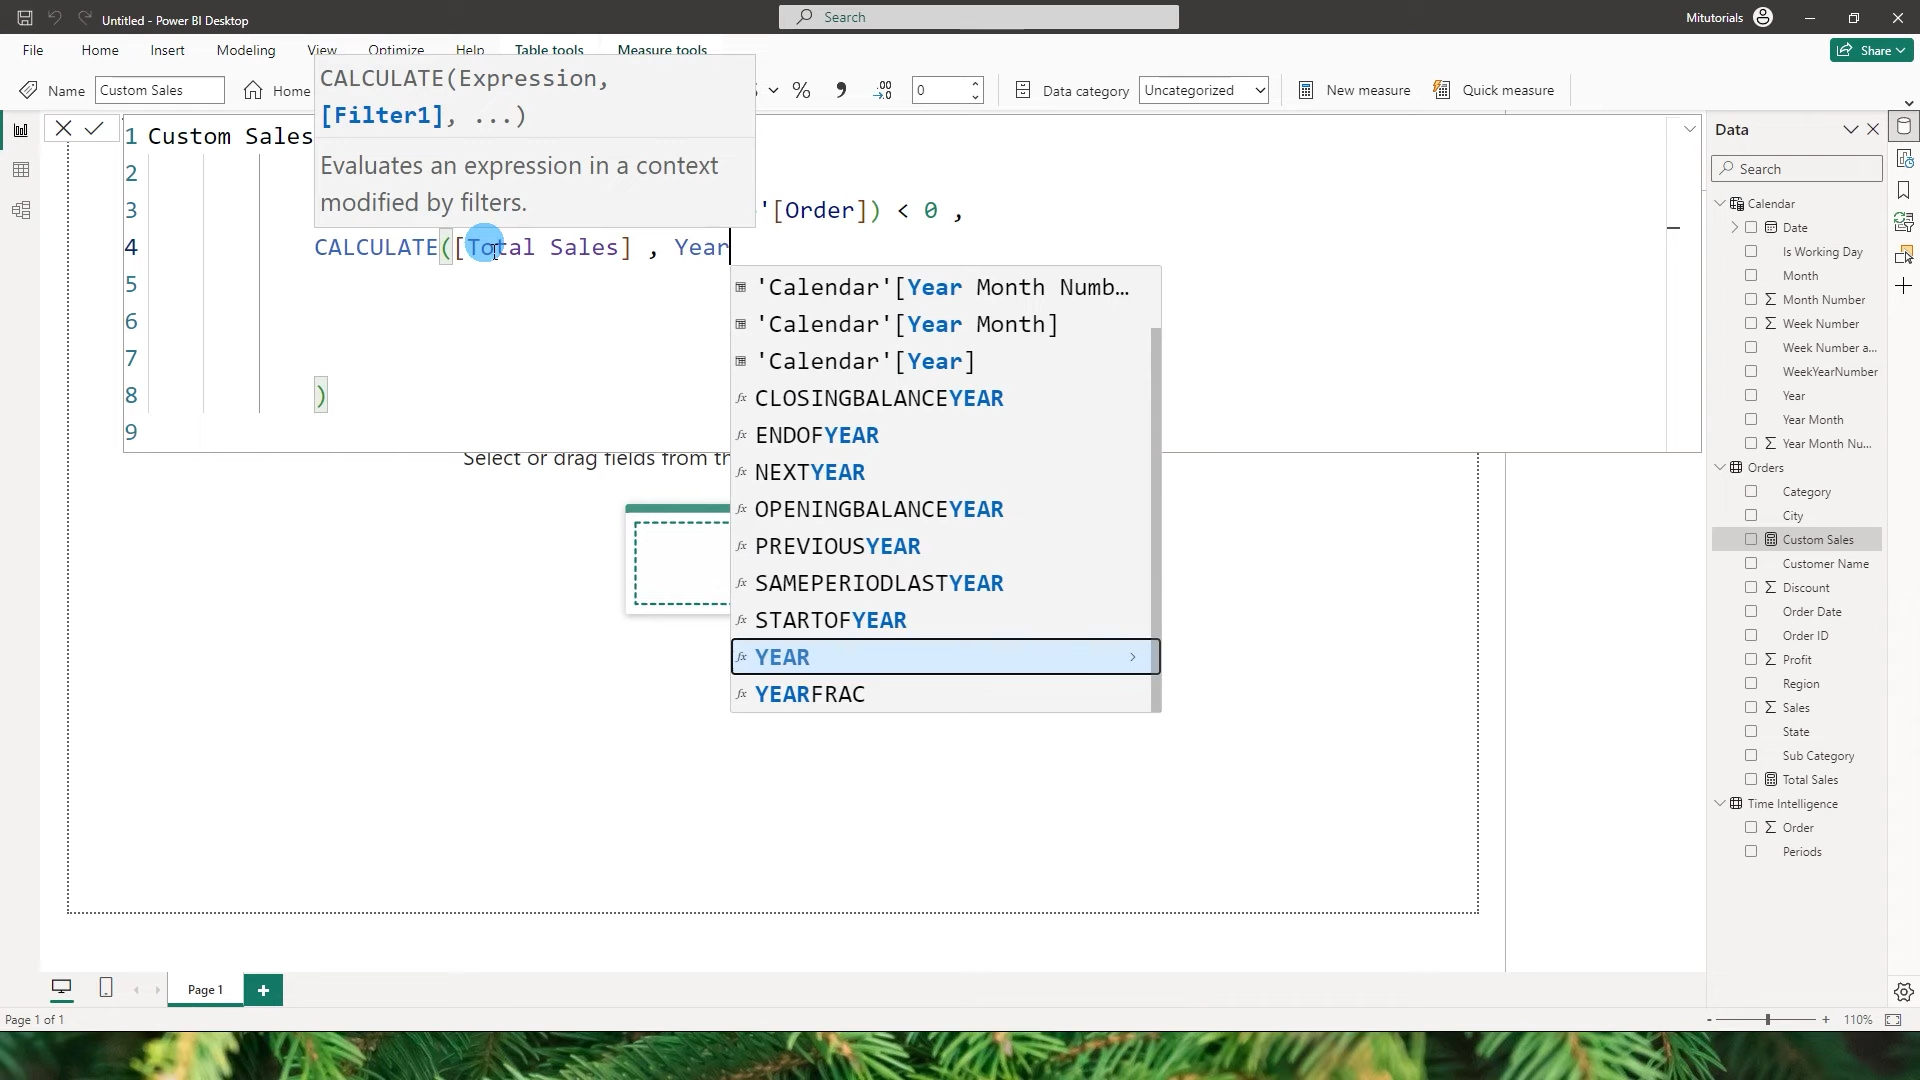 Untitled - Power BI Desktop
Search
Mitutorials
File
Home
Insert
Modeling
View
Optimize
Help
Table tools
Measure tools
Share
Name
Custom Sales
Home
%
0
Data category
Uncategorized
New measure
Quick measure
CALCULATE(Expression,
[Filter1], ...)
Evaluates an expression in a context
modified by filters.
1 Custom Sales
2
3 '[Order]) < 0 ,
4 CALCULATE([Total Sales] , Year
5
6
7
8 )
9
'Calendar'[Year Month Numb...
'Calendar'[Year Month]
'Calendar'[Year]
CLOSINGBALANCEYEAR
ENDOFYEAR
NEXTYEAR
OPENINGBALANCEYEAR
PREVIOUSYEAR
SAMEPERIODLASTYEAR
STARTOFYEAR
YEAR
YEARFRAC
Select or drag fields from th
Data
Search
Calendar
Date
Is Working Day
Month
Month Number
Week Number
Week Number a...
WeekYearNumber
Year
Year Month
Year Month Nu...
Orders
Category
City
Custom Sales
Customer Name
Discount
Order Date
Order ID
Profit
Region
Sales
State
Sub Category
Total Sales
Time Intelligence
Order
Periods
Page 1
Page 1 of 1
110%